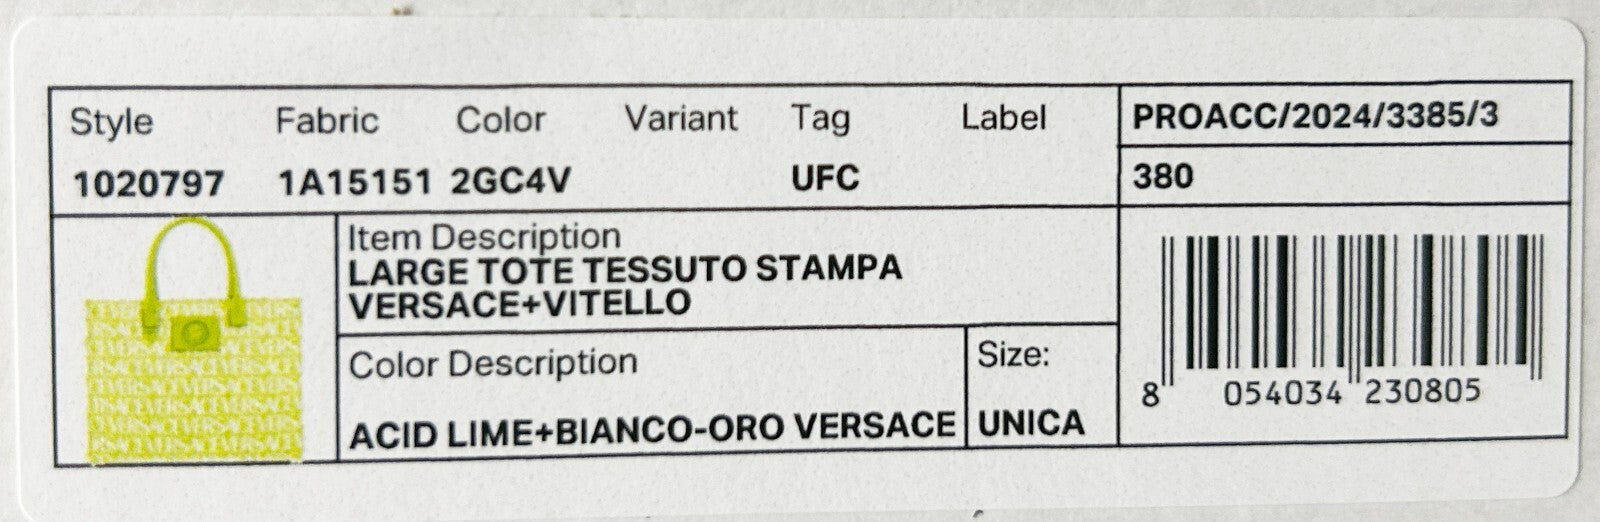 Style Fabric Color Variant Tag Label
1020797 1A15151 2GC4V UFC
PROACC/2024/3385/3
380
Item Description
LARGE TOTE TESSUTO STAMPA
VERSACE+VITELLO
Color Description
ACID LIME+BIANCO-ORO VERSACE
Size:
UNICA
8 054034 230805